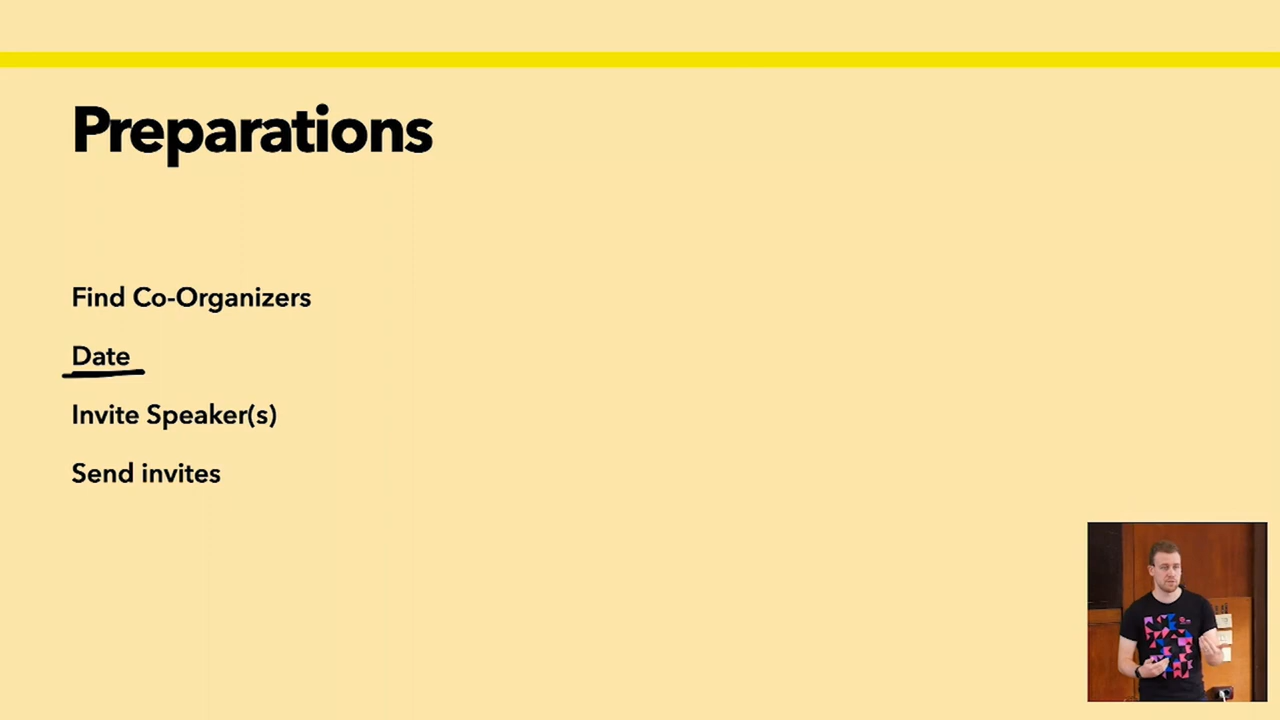 Preparations
Find Co-Organizers
Date
Invite Speaker(s)
Send invites